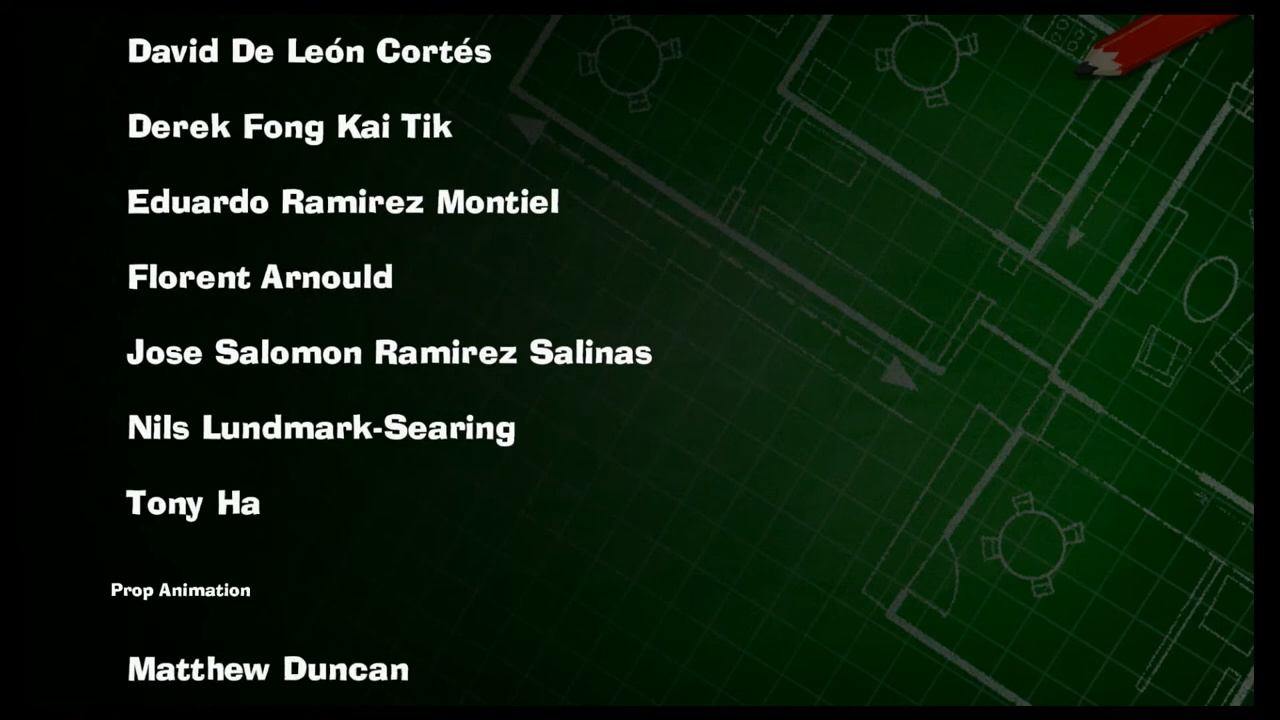 David De León Cortés
Derek Fong Kai Tik
Eduardo Ramirez Montiel
Florent Arnould
Jose Salomon Ramirez Salinas
Nils Lundmark-Searing
Tony Ha
Prop Animation
Matthew Duncan